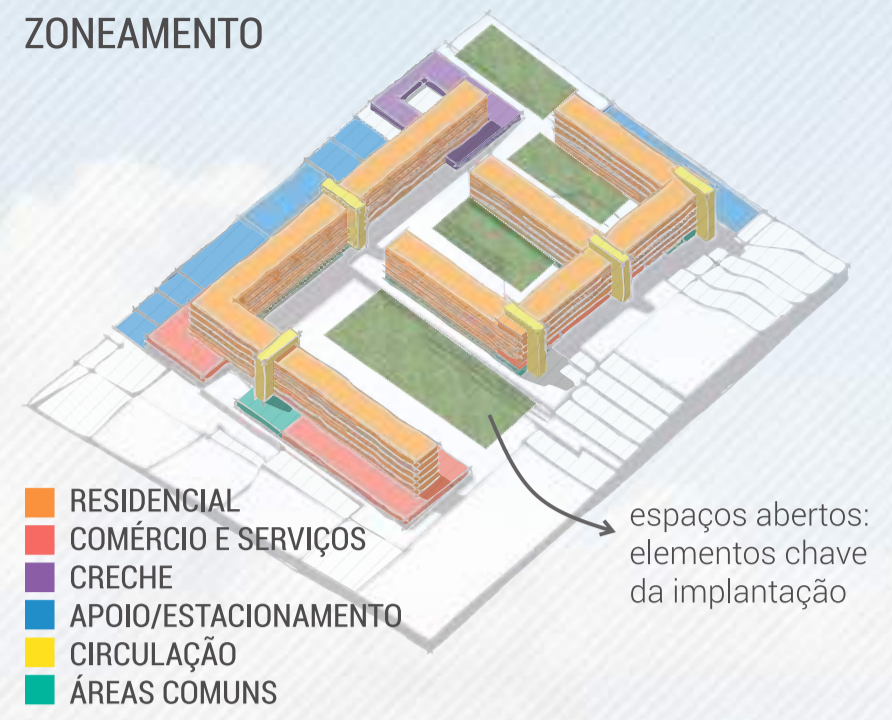 ZONEAMENTO
RESIDENCIAL
COMÉRCIO E SERVIÇOS
CRECHE
APOIO/ESTACIONAMENTO
CIRCULAÇÃO
ÁREAS COMUNS
espaços abertos:
elementos chave
da implantação